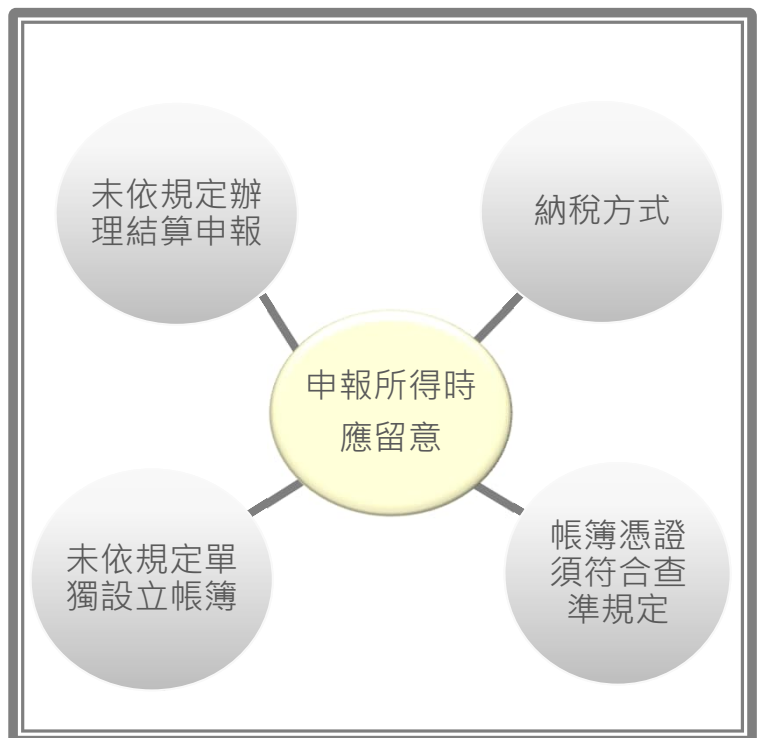 未依規定辦
理結算申報
納稅方式
申報所得時
應留意
未依規定單
獨設立帳簿
帳簿憑證
須符合查
準規定